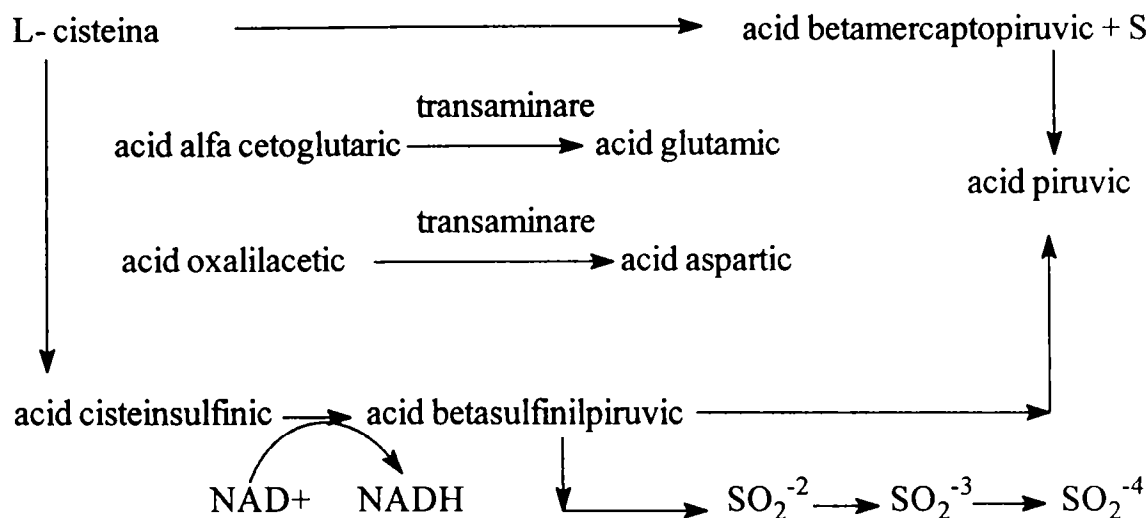 L- cisteina acid betamercaptopiruvic + S
transaminare
acid alfa cetoglutaric acid glutamic
acid piruvic
transaminare
acid oxalilacetic acid aspartic
acid cisteinsulfinic acid betasulfinilpiruvic
NAD+ NADH SO₂⁻² SO₂⁻³ SO₂⁻⁴